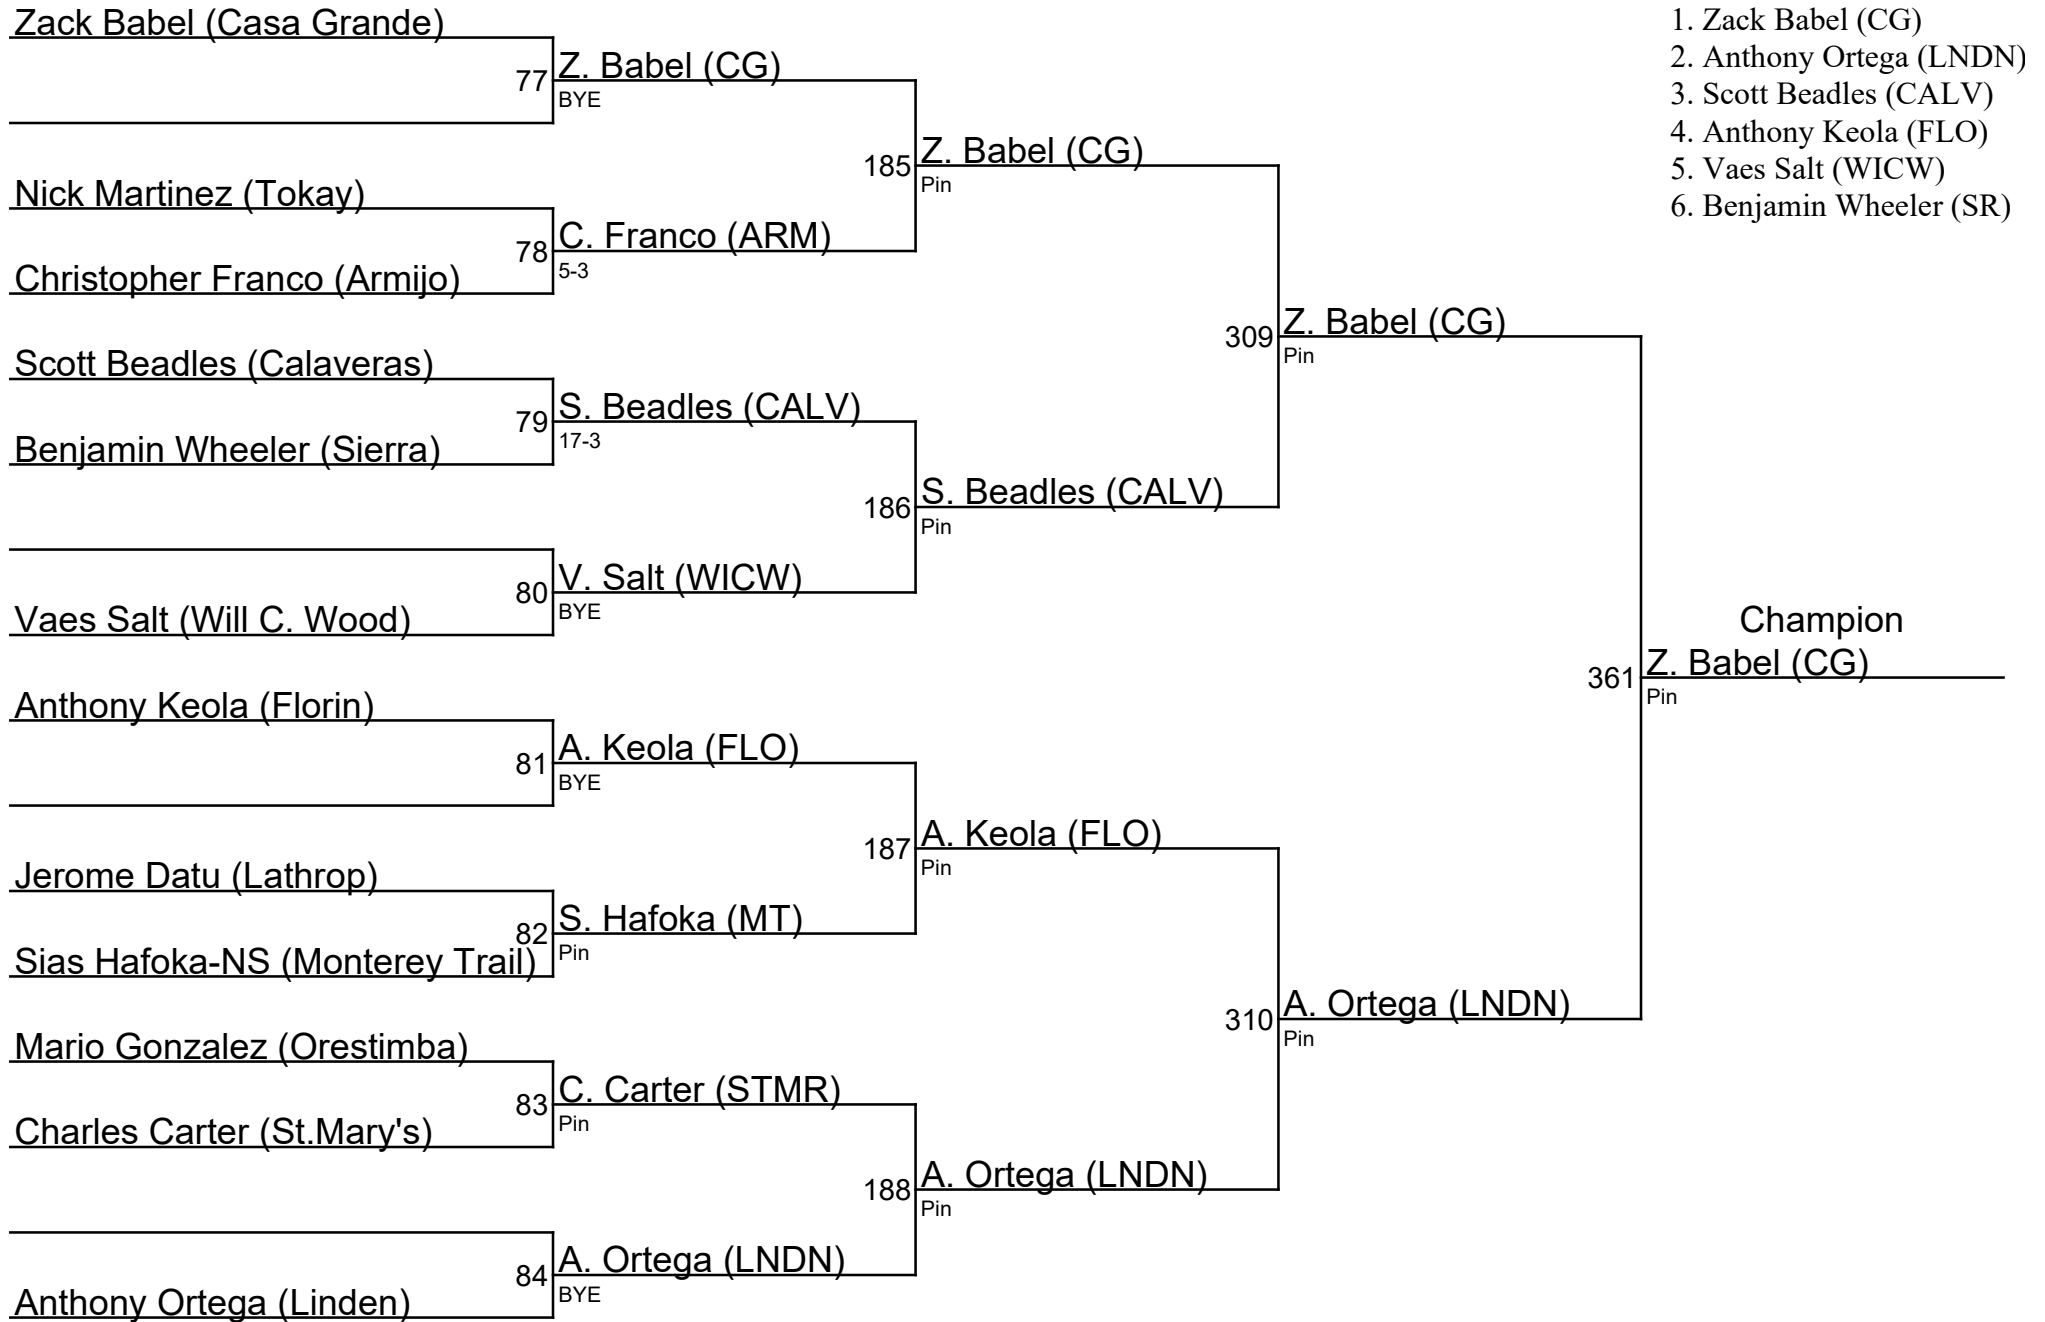 Zack Babel (Casa Grande)
77
Z. Babel (CG)
BYE
Nick Martinez (Tokay)
78
Christopher Franco (Armijo)
C. Franco (ARM)
5-3
185
Z. Babel (CG)
Pin
Scott Beadles (Calaveras)
79
Benjamin Wheeler (Sierra)
S. Beadles (CALV)
17-3
80
Vaes Salt (Will C. Wood)
V. Salt (WICW)
BYE
186
S. Beadles (CALV)
Pin
309
Z. Babel (CG)
Pin
Anthony Keola (Florin)
81
A. Keola (FLO)
BYE
Jerome Datu (Lathrop)
82
Sias Hafoka-NS (Monterey Trail)
S. Hafoka (MT)
Pin
187
A. Keola (FLO)
Pin
Mario Gonzalez (Orestimba)
83
Charles Carter (St.Mary's)
C. Carter (STMR)
Pin
84
Anthony Ortega (Linden)
A. Ortega (LNDN)
BYE
188
A. Ortega (LNDN)
Pin
310
A. Ortega (LNDN)
Pin
361
Champion
Z. Babel (CG)
Pin
1. Zack Babel (CG)
2. Anthony Ortega (LNDN)
3. Scott Beadles (CALV)
4. Anthony Keola (FLO)
5. Vaes Salt (WICW)
6. Benjamin Wheeler (SR)